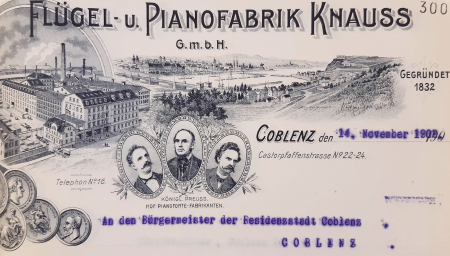 300
FLÜGEL- u. PIANOFABRIK KNAUSS
G.m.b.H.
GEGRÜNDET
1832
COBLENZ den 14. November
Castorpfaffenstrasse No 22-24.
Telephon No 16.
KÖNIGL. PREUSS.
HOF PIANOFORTE-FABRIKANTEN.
An den Bürgermeister der Residenzstadt Coblenz
COBLENZ